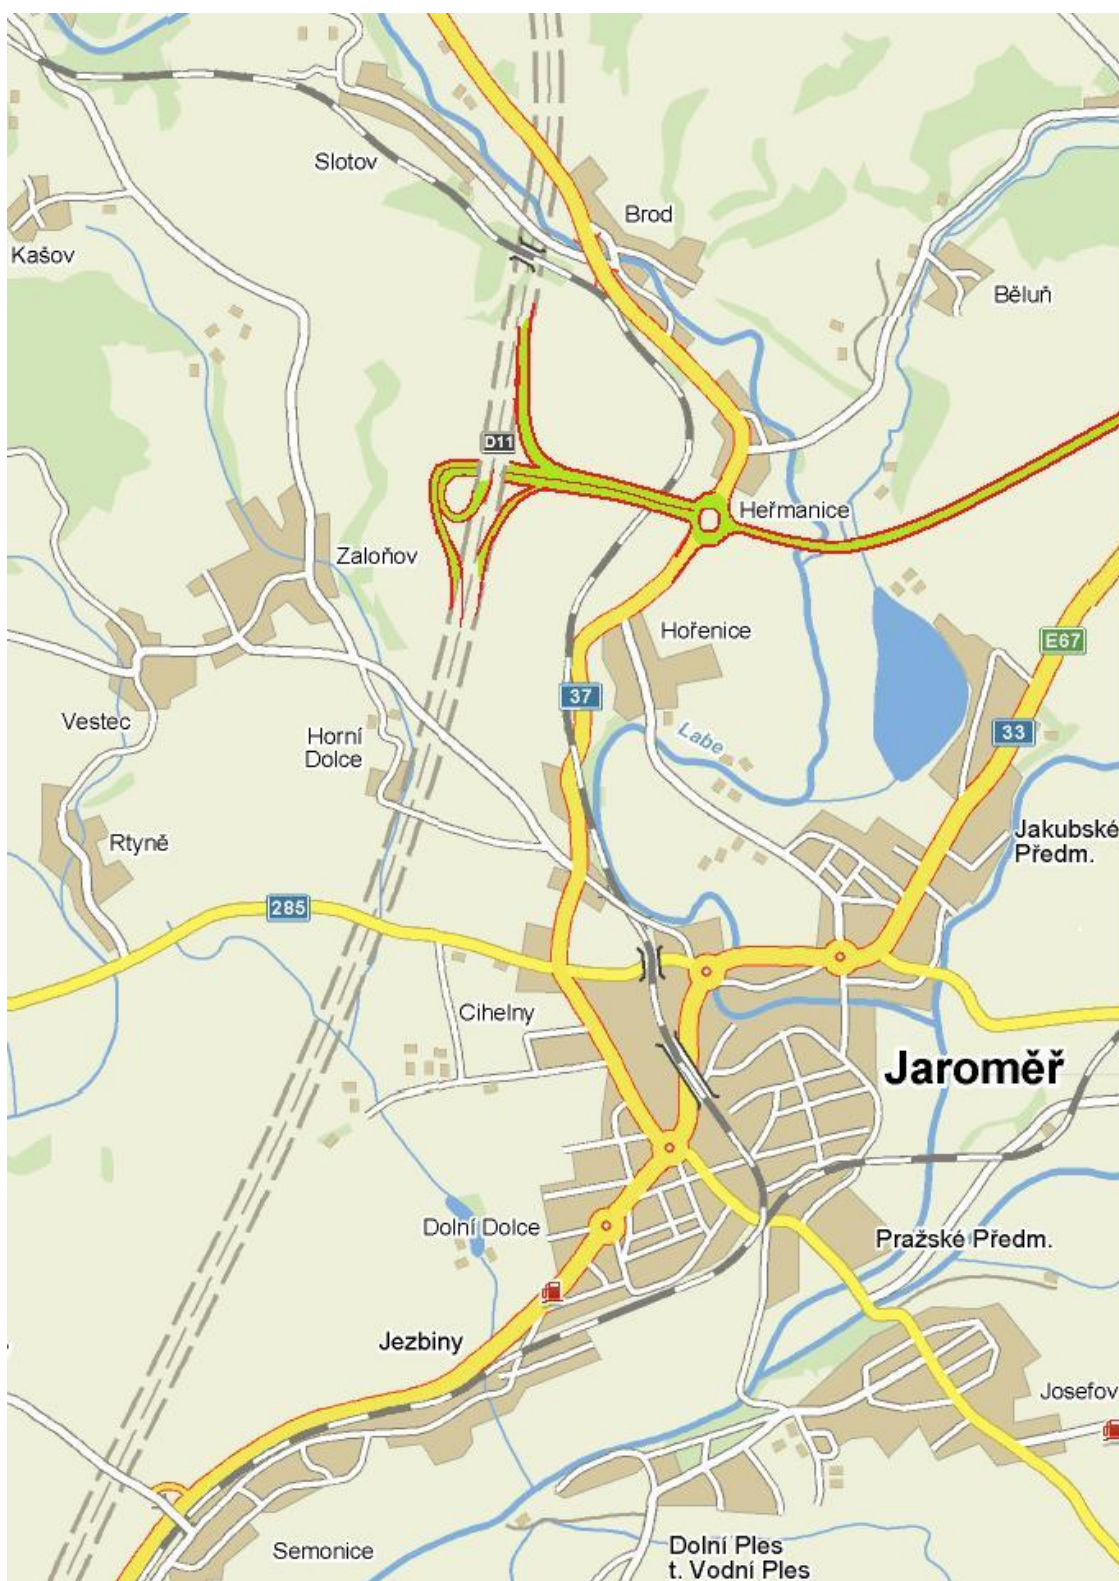 Slotov
Brod
Kašov
Běluň
D11
Heřmanice
Zaloňov
Hořenice
E67
37
Vestec
Labe
33
Horní
Dolce
Jakubské
Předm.
Rtyně
285
Cihelny
Jaroměř
Dolní Dolce
Pražské Předm.
Jezbiny
Josefov
Semonice
Dolní Ples
t. Vodní Ples